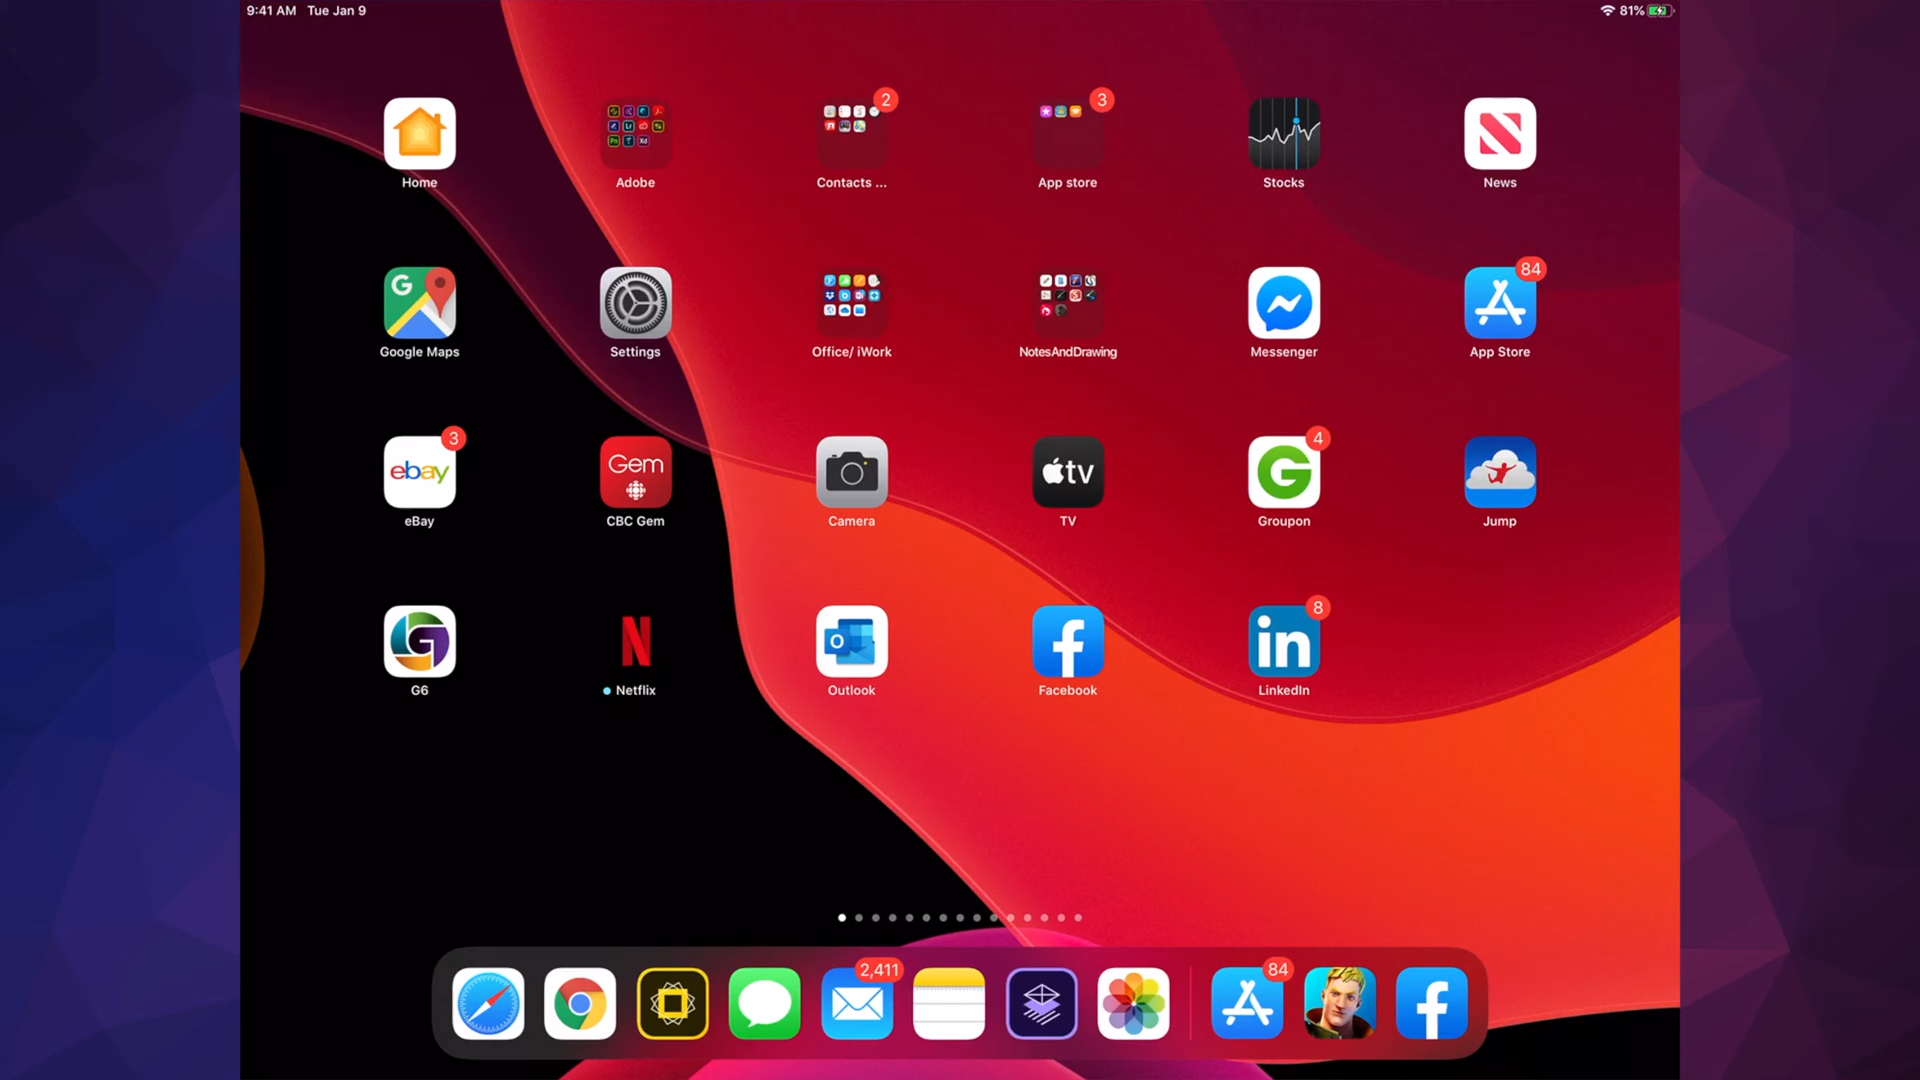 9:41 AM Tue Jan 9
81%
2
3
Home
Adobe
Contacts ...
App store
Stocks
News
84
G
Google Maps
Settings
Office/ iWork
NotesAndDrawing
Messenger
App Store
3
4
ebay
Gem
tv
G
eBay
CBC Gem
Camera
TV
Groupon
Jump
8
G
N
O
f
in
G6
Netflix
Outlook
Facebook
LinkedIn
2,411
84
f